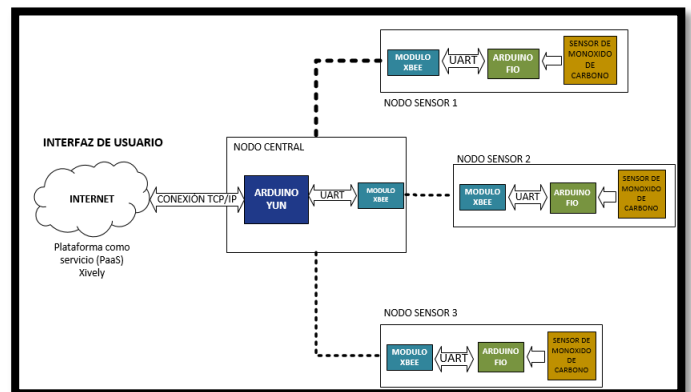 MODULO
XBEE
UART
ARDUINO
FIO
SENSOR DE
MONOXIDO
DE
CARBONO
NODO SENSOR 1
INTERFAZ DE USUARIO
INTERNET
CONEXIÓN TCP/IP
Plataforma como
servicio (PaaS)
Xively
NODO CENTRAL
ARDUINO
YUN
UART
MODULO
XBEE
NODO SENSOR 2
MODULO
XBEE
UART
ARDUINO
FIO
SENSOR DE
MONOXIDO
DE
CARBONO
NODO SENSOR 3
MODULO
XBEE
UART
ARDUINO
FIO
SENSOR DE
MONOXIDO
DE
CARBONO